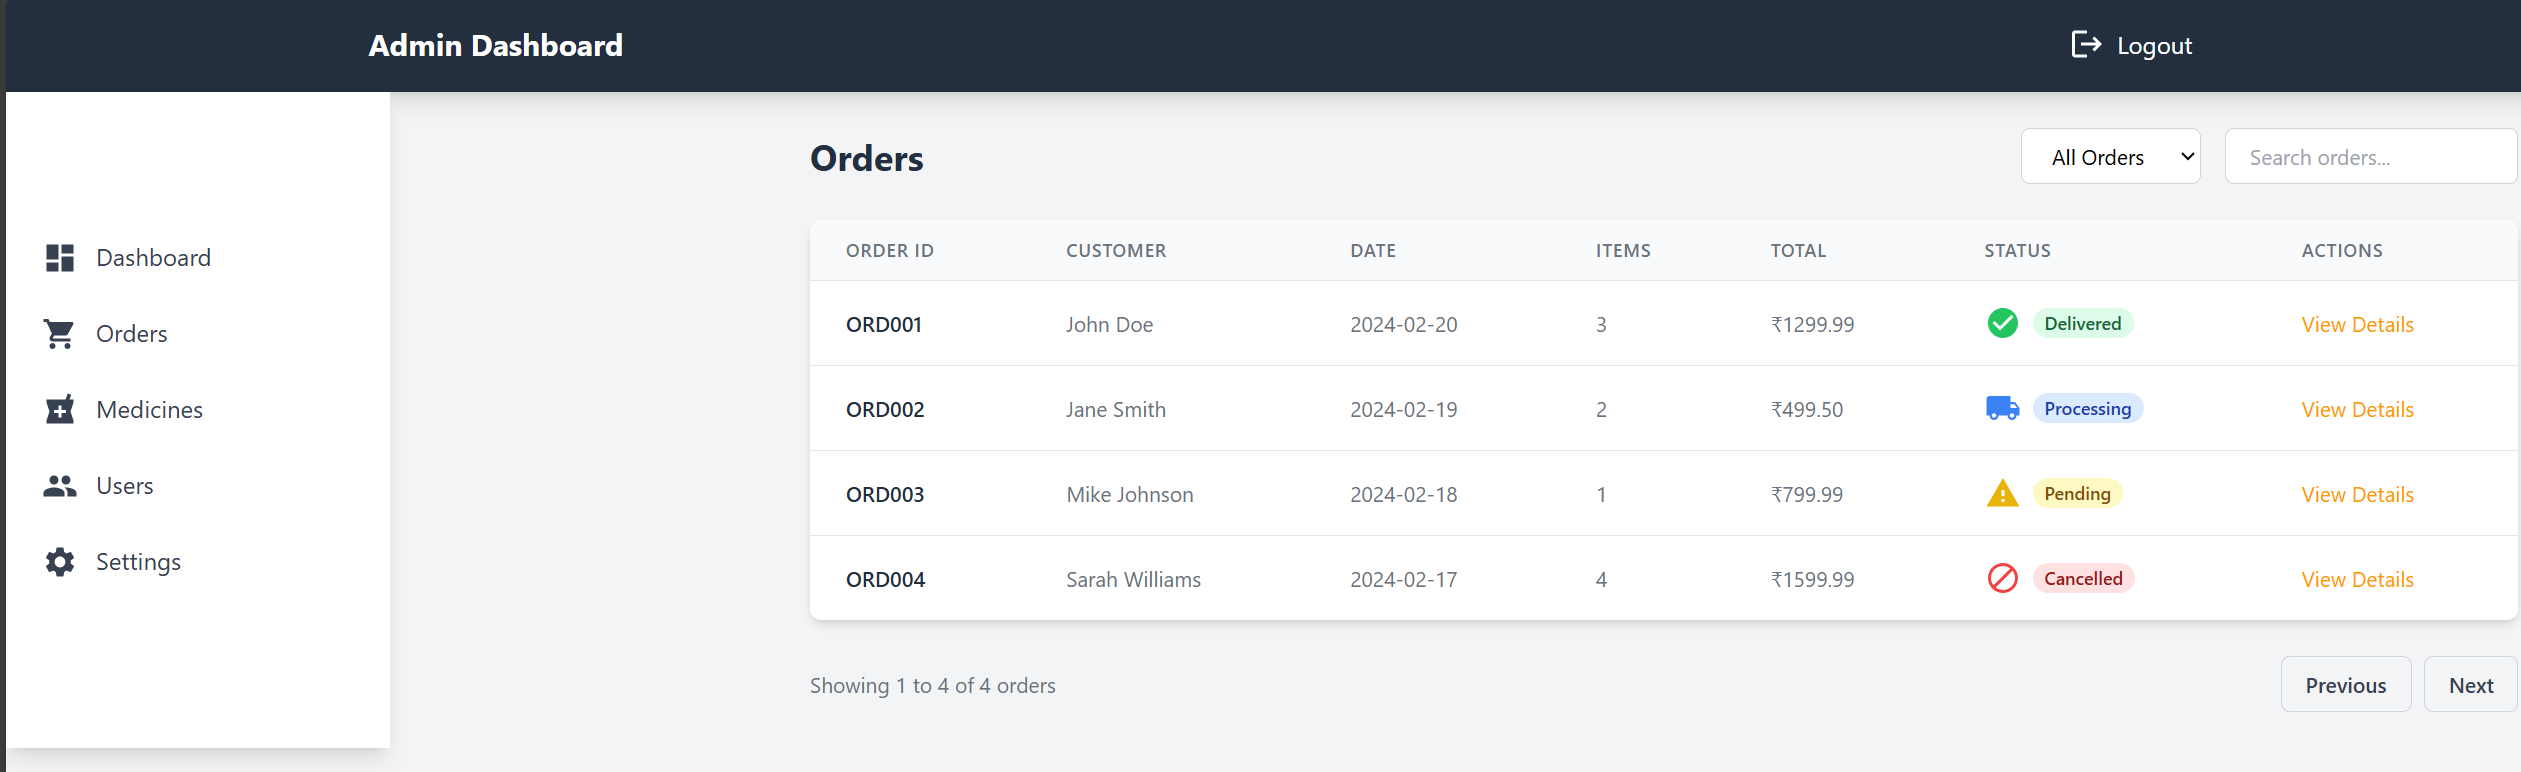 Admin Dashboard
Logout
Dashboard
Orders
Medicines
Users
Settings
Orders
All Orders
Search orders...
ORDER ID CUSTOMER DATE ITEMS TOTAL STATUS ACTIONS
ORD001 John Doe 2024-02-20 3 ₹1299.99 Delivered View Details
ORD002 Jane Smith 2024-02-19 2 ₹499.50 Processing View Details
ORD003 Mike Johnson 2024-02-18 1 ₹799.99 Pending View Details
ORD004 Sarah Williams 2024-02-17 4 ₹1599.99 Cancelled View Details
Showing 1 to 4 of 4 orders
Previous
Next